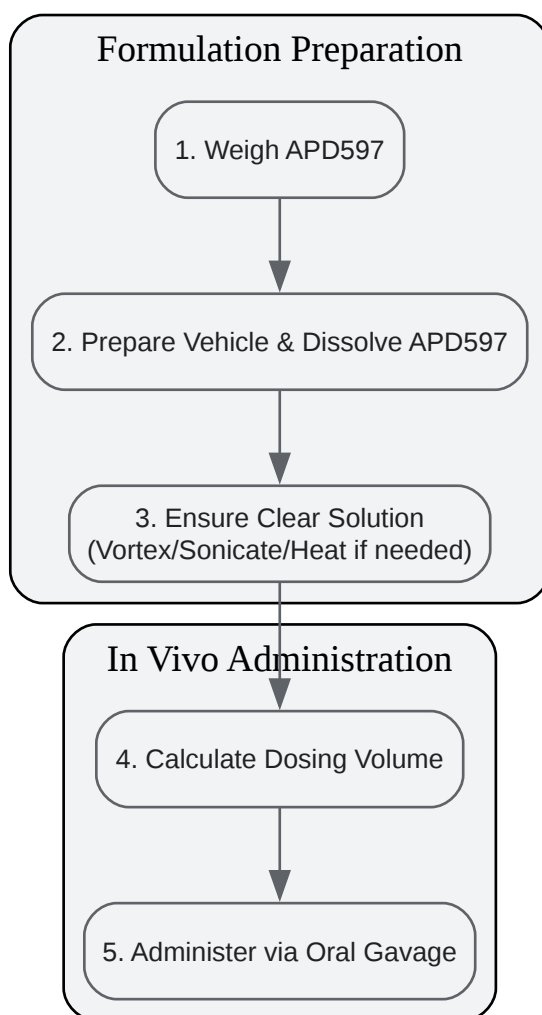 Formulation Preparation
1. Weigh APD597
2. Prepare Vehicle & Dissolve APD597
3. Ensure Clear Solution
(Vortex/Sonicate/Heat if needed)
In Vivo Administration
4. Calculate Dosing Volume
5. Administer via Oral Gavage